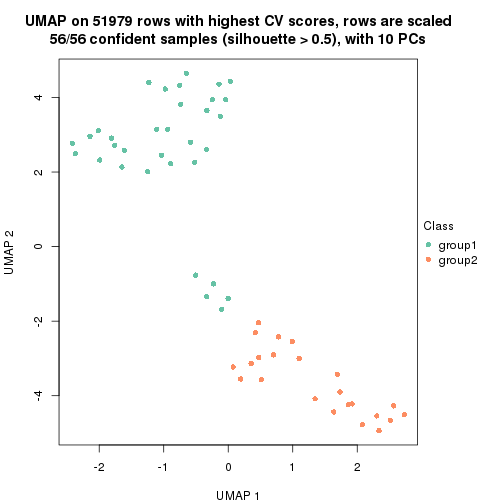 UMAP on 51979 rows with highest CV scores, rows are scaled
56/56 confident samples (silhouette > 0.5), with 10 PCs
4
2
0
-2
-4
UMAP 2
-2
-1
0
1
2
UMAP 1
Class
group1
group2